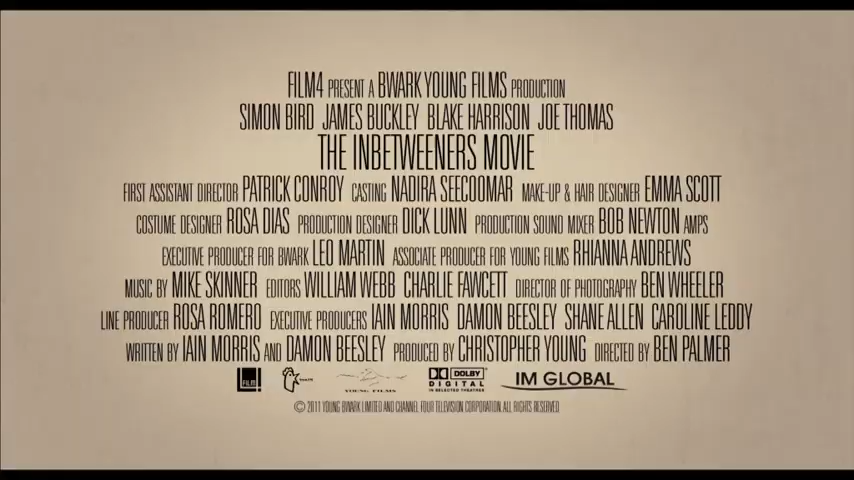 FILM4 PRESENT A BWARK YOUNG FILMS PRODUCTION
SIMON BIRD JAMES BUCKLEY BLAKE HARRISON JOE THOMAS
THE INBETWEENERS MOVIE
FIRST ASSISTANT DIRECTOR PATRICK CONROY CASTING NADIRA SEECOOMAR MAKE-UP & HAIR DESIGNER EMMA SCOTT
COSTUME DESIGNER ROSA DIAS PRODUCTION DESIGNER DICK LUNN PRODUCTION SOUND MIXER BOB NEWTON AMPS
EXECUTIVE PRODUCER FOR BWARK LEO MARTIN ASSOCIATE PRODUCER FOR YOUNG FILMS RHIANNA ANDREWS
MUSIC BY MIKE SKINNER EDITORS WILLIAM WEBB CHARLIE FAWCETT DIRECTOR OF PHOTOGRAPHY BEN WHEELER
LINE PRODUCER ROSA ROMERO EXECUTIVE PRODUCERS IAIN MORRIS DAMON BEESLEY SHANE ALLEN CAROLINE LEDDY
WRITTEN BY IAIN MORRIS AND DAMON BEESLEY PRODUCED BY CHRISTOPHER YOUNG DIRECTED BY BEN PALMER
FILM YOUNG FILMS DOLBY DIGITAL IN SELECTED THEATRES IM GLOBAL
© 2011 YOUNG BWARK LIMITED AND CHANNEL FOUR TELEVISION CORPORATION. ALL RIGHTS RESERVED